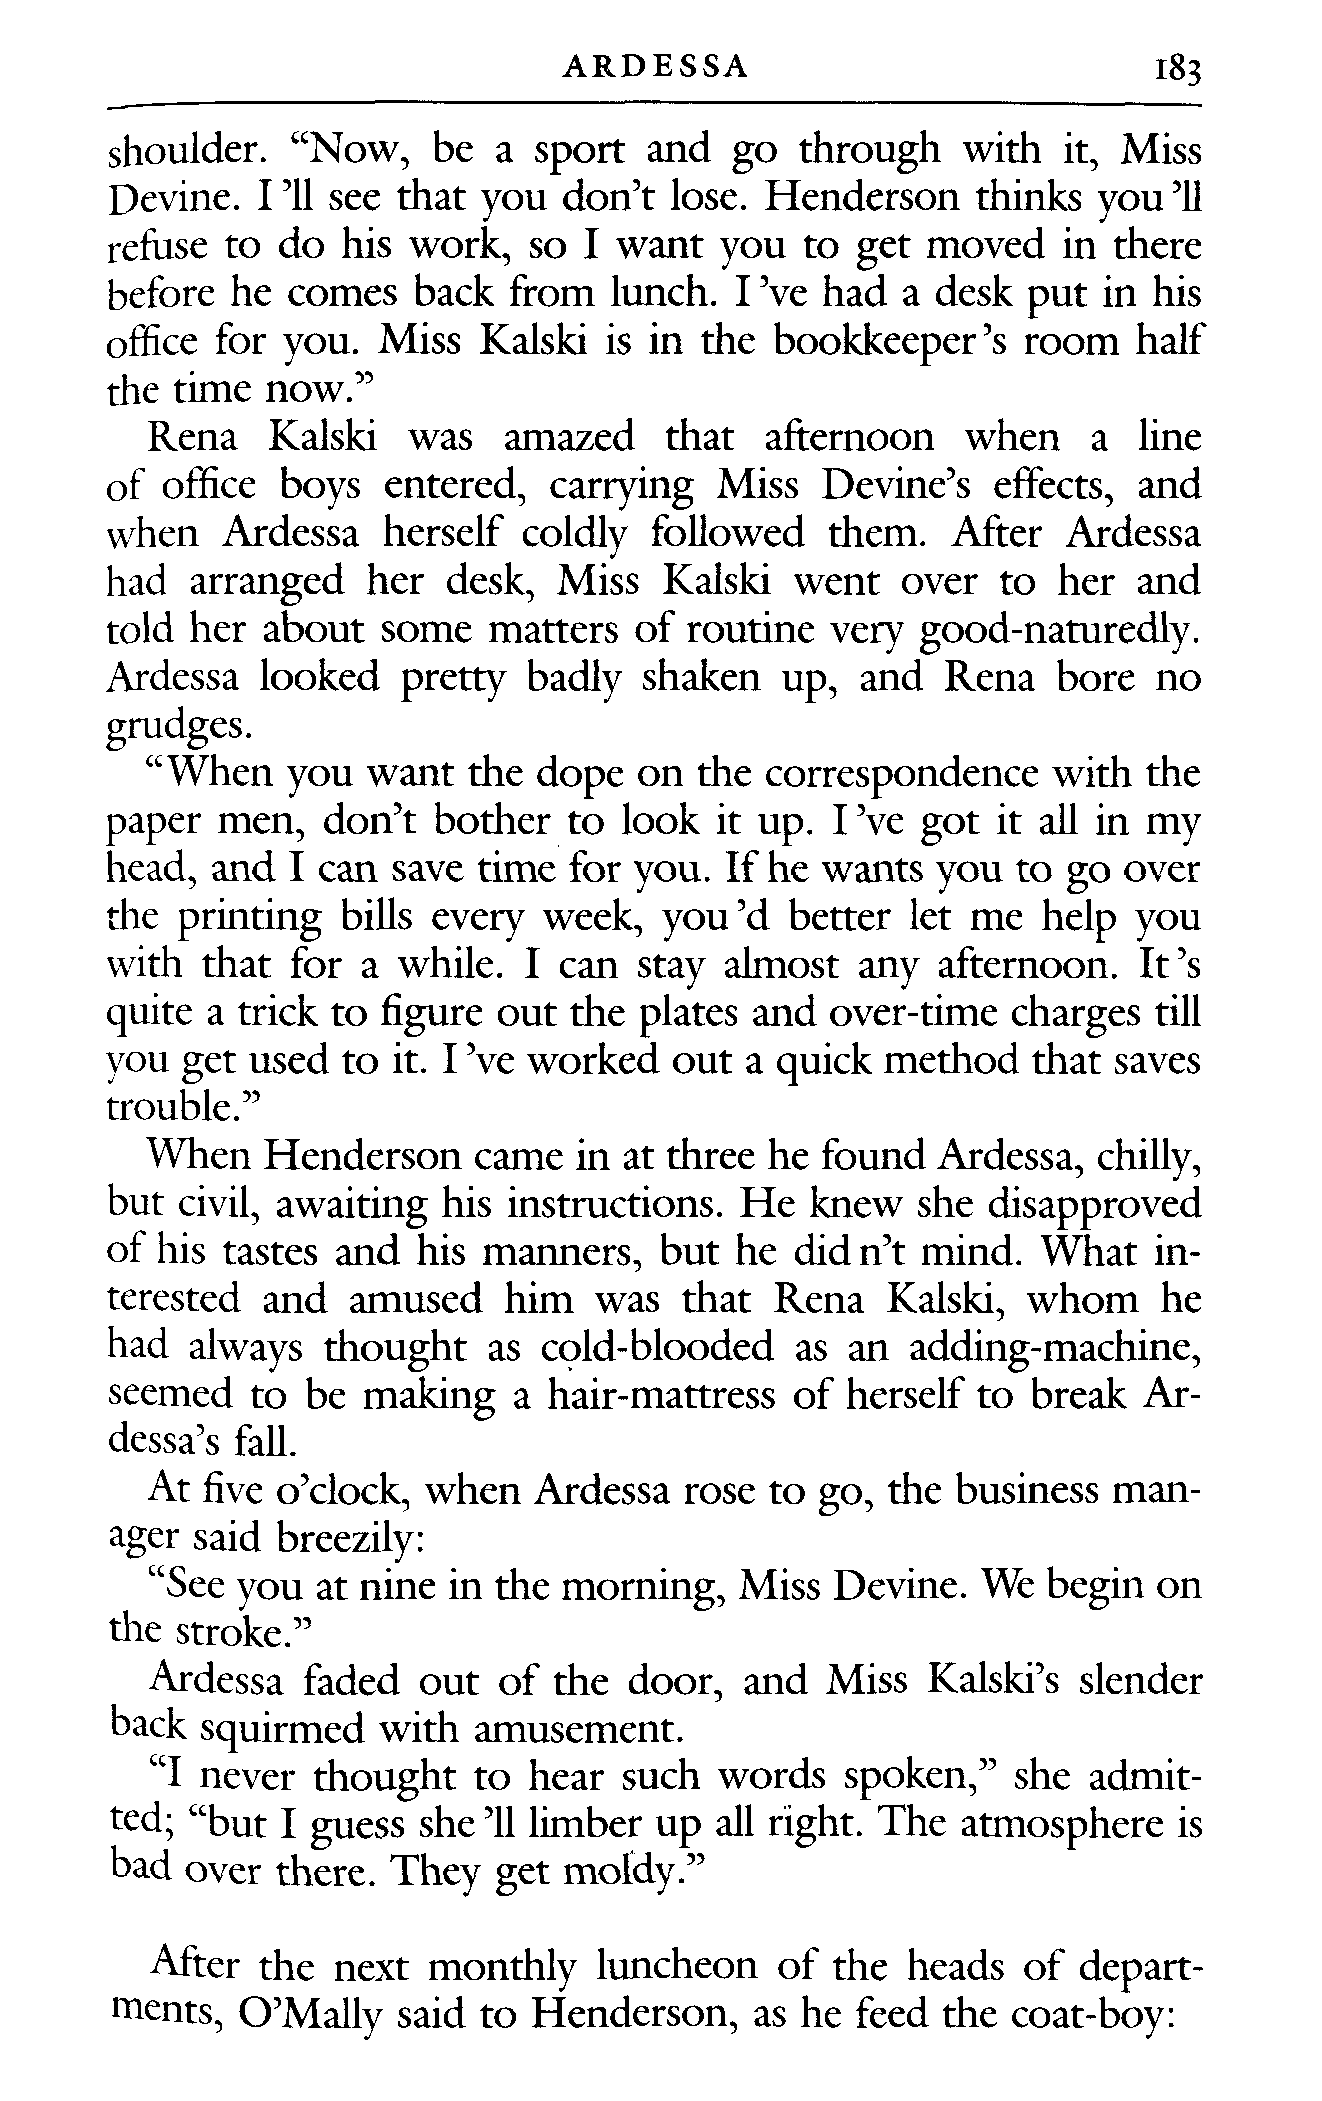 ARDESSA 183
shoulder. “Now, be a sport and go through with it, Miss
Devine. I ’ll see that you don’t lose. Henderson thinks you ’ll
refuse to do his work, so I want you to get moved in there
before he comes back from lunch. I ’ve had a desk put in his
office for you. Miss Kalski is in the bookkeeper’s room half
the time now.”
Rena Kalski was amazed that afternoon when a line
of office boys entered, carrying Miss Devine’s effects, and
when Ardessa herself coldly followed them. After Ardessa
had arranged her desk, Miss Kalski went over to her and
told her about some matters of routine very good-naturedly.
Ardessa looked pretty badly shaken up, and Rena bore no
grudges.
“When you want the dope on the correspondence with the
paper men, don’t bother to look it up. I ’ve got it all in my
head, and I can save time for you. If he wants you to go over
the printing bills every week, you ’d better let me help you
with that for a while. I can stay almost any afternoon. It ’s
quite a trick to figure out the plates and over-time charges till
you get used to it. I ’ve worked out a quick method that saves
trouble.”
When Henderson came in at three he found Ardessa, chilly,
but civil, awaiting his instructions. He knew she disapproved
of his tastes and his manners, but he did n’t mind. What in-
terested and amused him was that Rena Kalski, whom he
had always thought as cold-blooded as an adding-machine,
seemed to be making a hair-mattress of herself to break Ar-
dessa’s fall.
At five o’clock, when Ardessa rose to go, the business man-
ager said breezily:
“See you at nine in the morning, Miss Devine. We begin on
the stroke.”
Ardessa faded out of the door, and Miss Kalski’s slender
back squirmed with amusement.
“I never thought to hear such words spoken,” she admit-
ted; “but I guess she ’ll limber up all right. The atmosphere is
bad over there. They get moldy.”
After the next monthly luncheon of the heads of depart-
ments, O’Mally said to Henderson, as he feed the coat-boy: